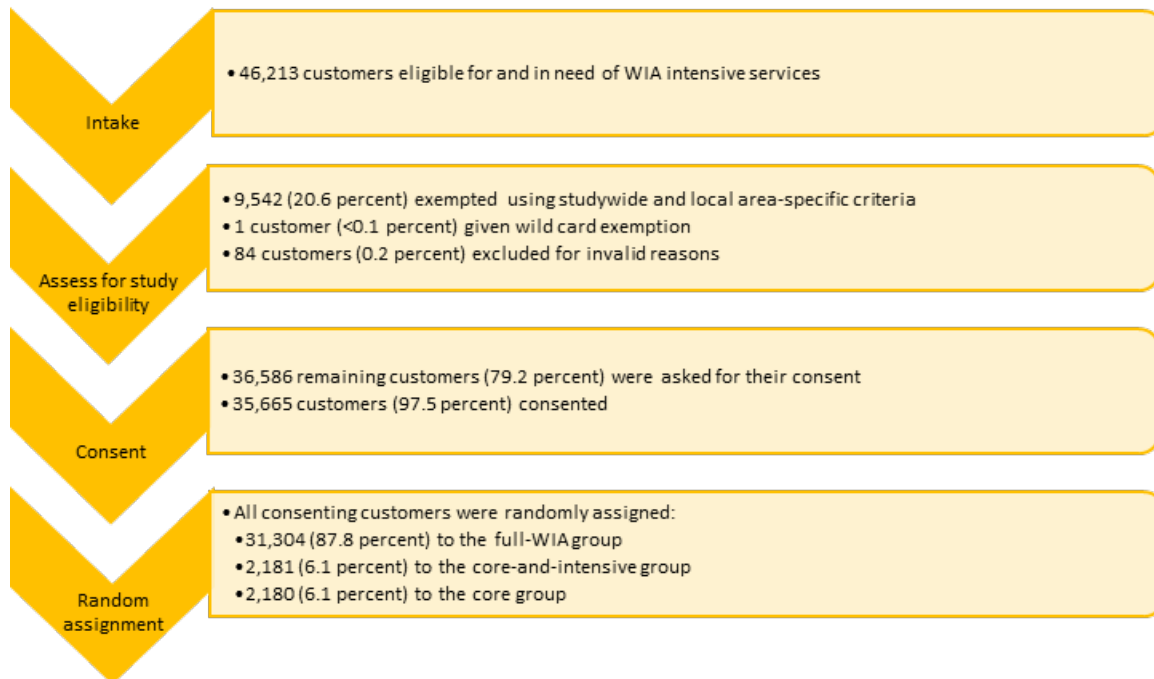 • 46,213 customers eligible for and in need of WIA intensive services
Intake
• 9,542 (20.6 percent) exempted using studywide and local area-specific criteria
• 1 customer (<0.1 percent) given wild card exemption
• 84 customers (0.2 percent) excluded for invalid reasons
Assess for study
eligibility
• 36,586 remaining customers (79.2 percent) were asked for their consent
• 35,665 customers (97.5 percent) consented
Consent
• All consenting customers were randomly assigned:
• 31,304 (87.8 percent) to the full-WIA group
• 2,181 (6.1 percent) to the core-and-intensive group
• 2,180 (6.1 percent) to the core group
Random
assignment